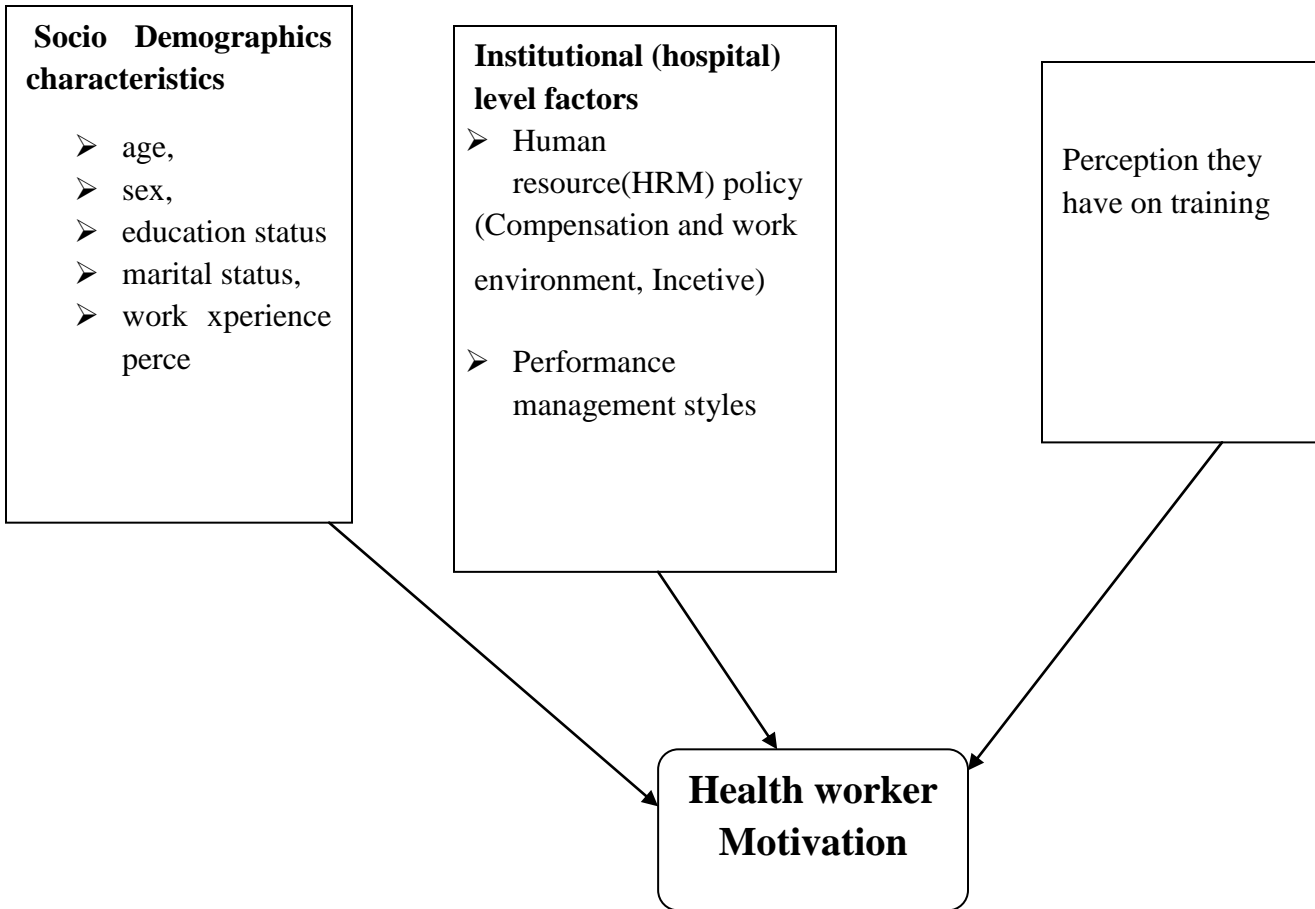 Socio Demographics
characteristics
➢ age,
➢ sex,
➢ education status
➢ marital status,
➢ work xperience
perce
Institutional (hospital)
level factors
➢ Human
resource(HRM) policy
(Compensation and work
environment, Incetive)
➢ Performance
management styles
Perception they
have on training
Health worker
Motivation